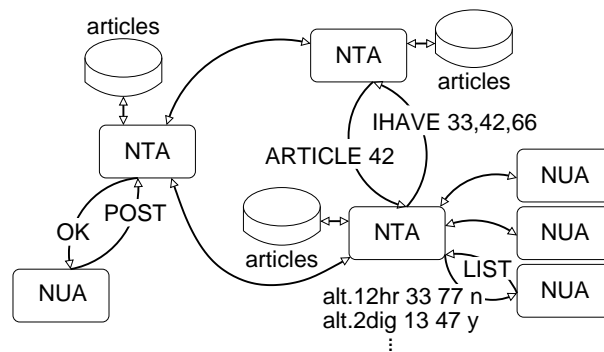 articles
NTA
articles
IHAVE 33,42,66
NTA
ARTICLE 42
NUA
POST
OK
NTA
NUA
articles
LIST
NUA
NUA
alt.12hr 33 77 n
alt.2dig 13 47 y
...